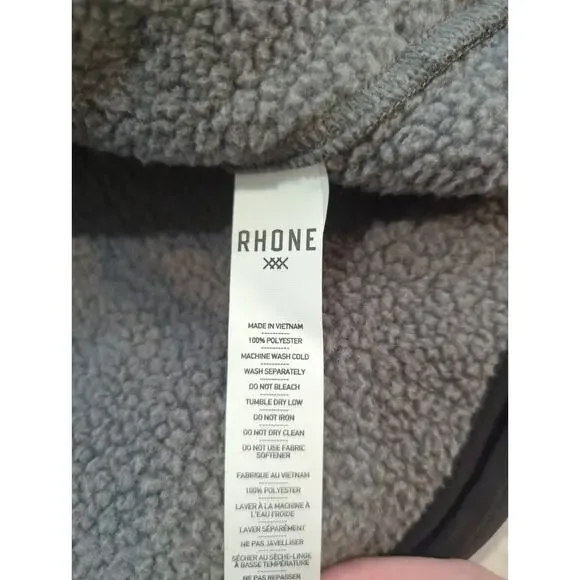 RHONE
MADE IN VIETNAM
100% POLYESTER
MACHINE WASH COLD
WASH SEPARATELY
DO NOT BLEACH
TUMBLE DRY LOW
DO NOT IRON
DO NOT DRY CLEAN
DO NOT USE FABRIC
SOFTENER
FABRIQUE AU VIETNAM
100% POLYESTER
LAVER À LA MACHINE À
L'EAU FROIDE
LAVER SÉPARÉMENT
NE PAS JAVELLISER
SÉCHER AU SÈCHE-LINGE
À BASSE TEMPÉRATURE
NE PAS REPASSER